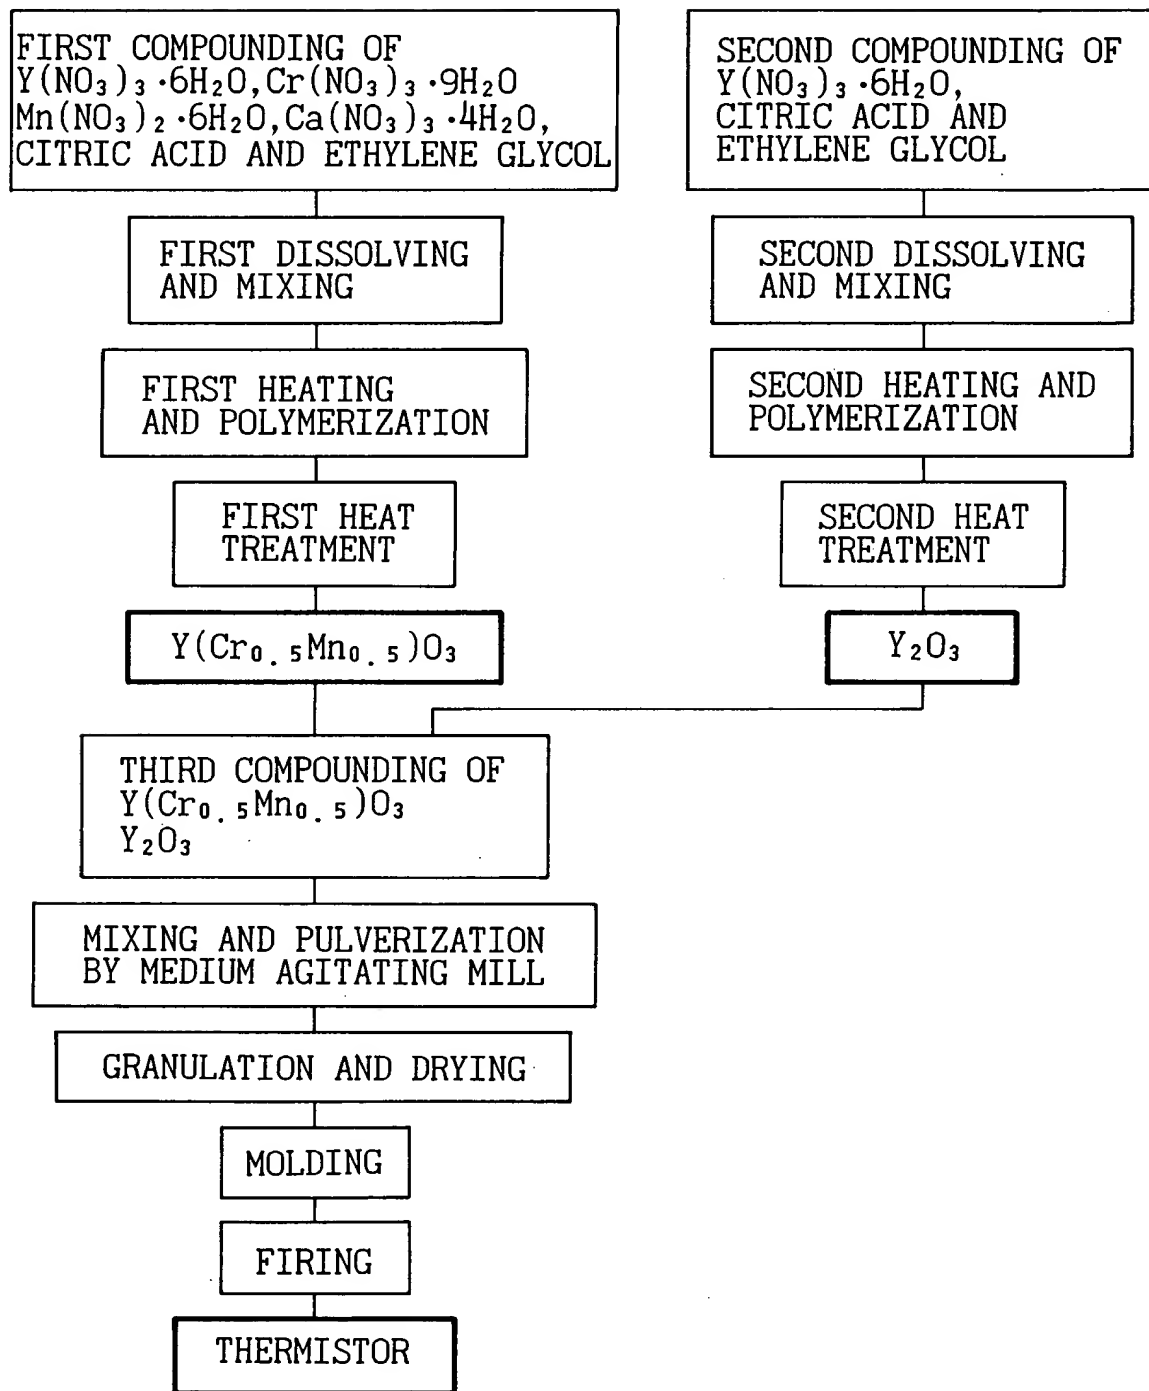 FIRST COMPOUNDING OF
Y(NO₃)₃·6H₂O,Cr(NO₃)₃·9H₂O
Mn(NO₃)₂·6H₂O,Ca(NO₃)₃·4H₂O,
CITRIC ACID AND ETHYLENE GLYCOL
SECOND COMPOUNDING OF
Y(NO₃)₃·6H₂O,
CITRIC ACID AND
ETHYLENE GLYCOL
FIRST DISSOLVING
AND MIXING
SECOND DISSOLVING
AND MIXING
FIRST HEATING
AND POLYMERIZATION
SECOND HEATING AND
POLYMERIZATION
FIRST HEAT
TREATMENT
SECOND HEAT
TREATMENT
Y(Cr₀.₅Mn₀.₅)O₃
Y₂O₃
THIRD COMPOUNDING OF
Y(Cr₀.₅Mn₀.₅)O₃
Y₂O₃
MIXING AND PULVERIZATION
BY MEDIUM AGITATING MILL
GRANULATION AND DRYING
MOLDING
FIRING
THERMISTOR